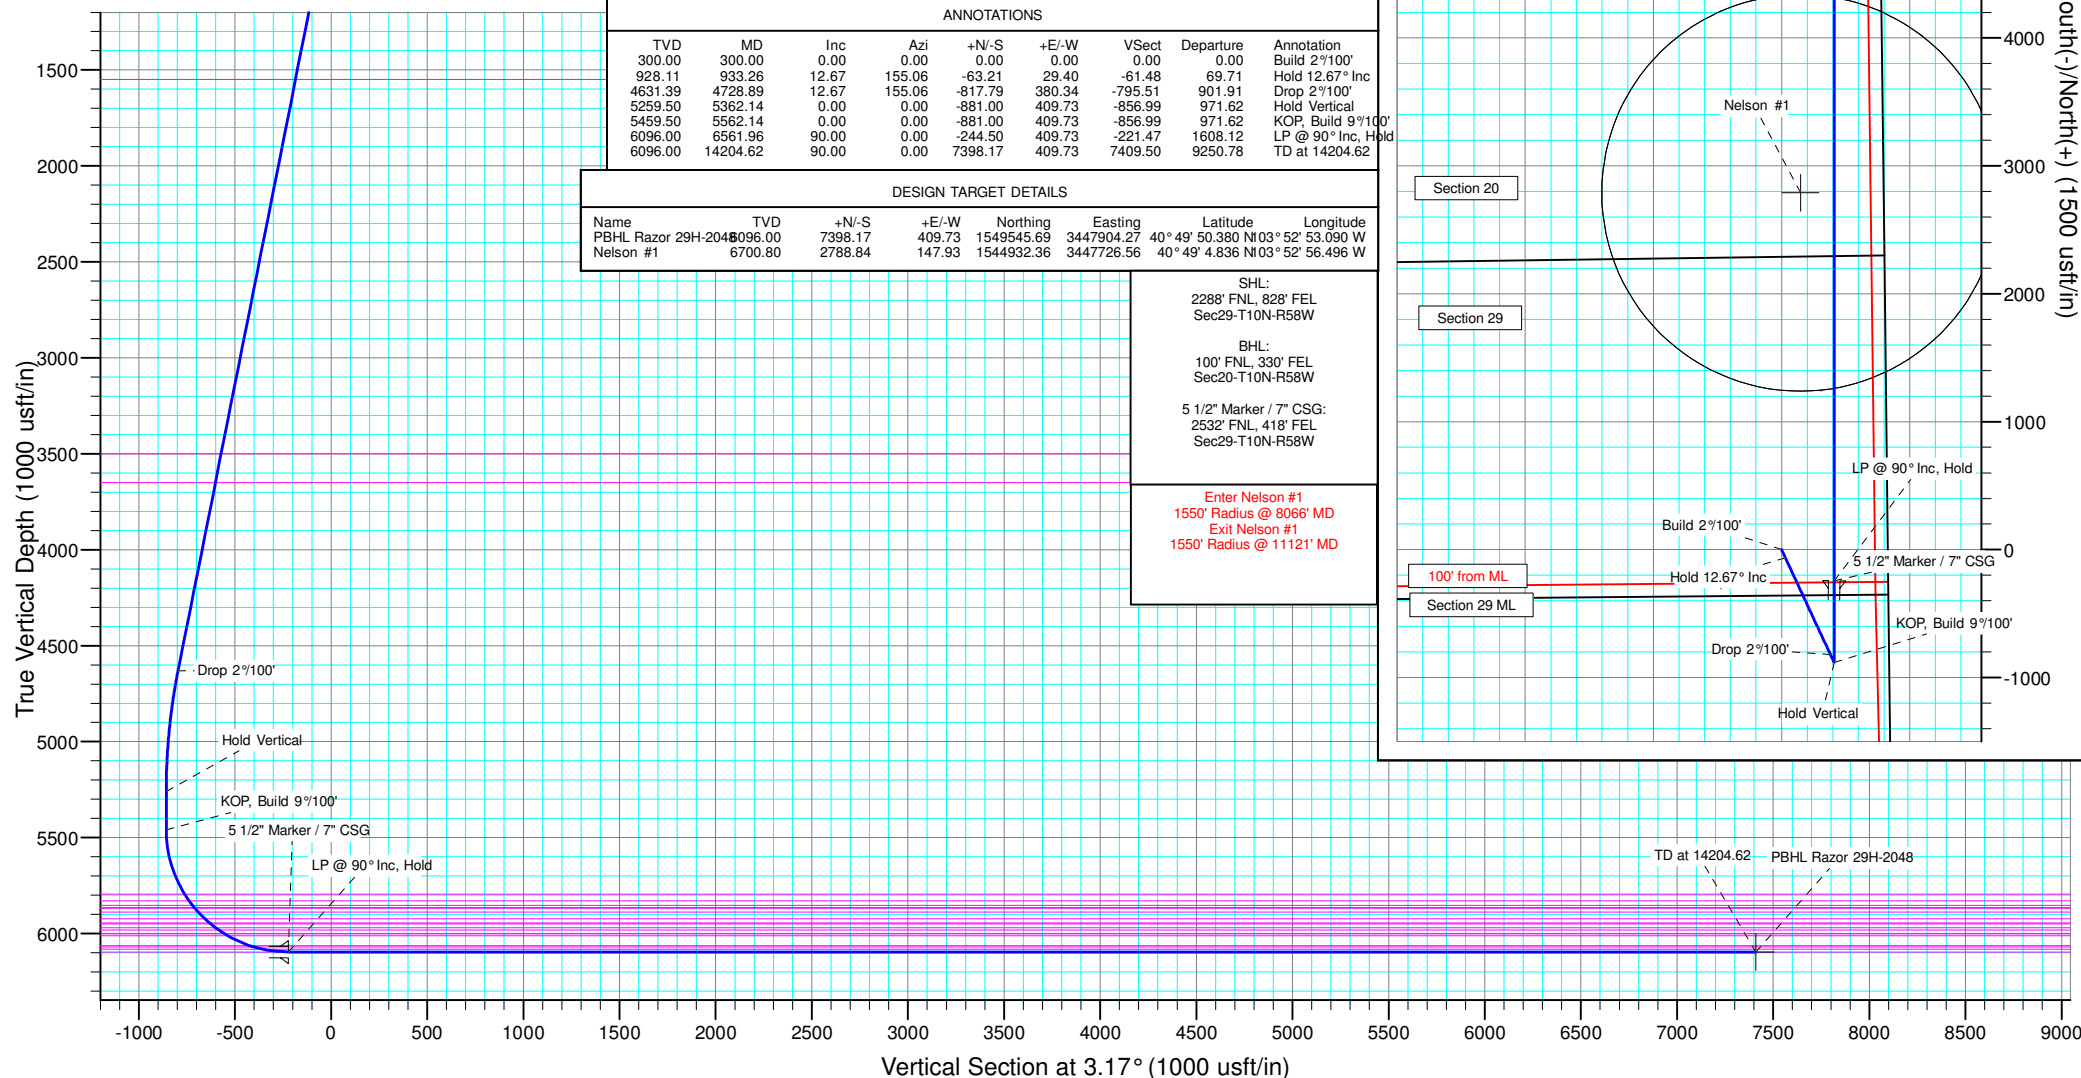 ANNOTATIONS
TVD MD Inc Azi +N/-S +E/-W VSect Departure Annotation
300.00 300.00 0.00 0.00 0.00 0.00 0.00 0.00 Build 2°/100'
928.11 933.26 12.67 155.06 -63.21 29.40 -61.48 69.71 Hold 12.67° Inc
4631.39 4728.89 12.67 155.06 -817.79 380.34 -795.51 901.91 Drop 2°/100'
5259.50 5362.14 0.00 0.00 -881.00 409.73 -856.99 971.62 Hold Vertical
5459.50 5562.14 0.00 0.00 -881.00 409.73 -856.99 971.62 KOP, Build 9°/100'
6096.00 6561.96 90.00 0.00 -244.50 409.73 -221.47 1608.12 LP @ 90° Inc, Hold
6096.00 14204.62 90.00 0.00 7398.17 409.73 7409.50 9250.78 TD at 14204.62
DESIGN TARGET DETAILS
Name TVD +N/-S +E/-W Northing Easting Latitude Longitude
PBHL Razor 29H-2048 6096.00 7398.17 409.73 1549545.69 3447904.27 40° 49' 50.380 N 103° 52' 53.090 W
Nelson #1 6700.80 2788.84 147.93 1544932.36 3447726.56 40° 49' 4.836 N 103° 52' 56.496 W
SHL:
2288' FNL, 828' FEL
Sec29-T10N-R58W
BHL:
100' FNL, 330' FEL
Sec20-T10N-R58W
5 1/2" Marker / 7" CSG:
2532' FNL, 418' FEL
Sec29-T10N-R58W
Enter Nelson #1
1550' Radius @ 8066' MD
Exit Nelson #1
1550' Radius @ 11121' MD
True Vertical Depth (1000 usft/in)
1500
2000
2500
3000
3500
4000
4500
5000
5500
6000
Drop 2°/100'
Hold Vertical
KOP, Build 9°/100'
5 1/2" Marker / 7" CSG
LP @ 90° Inc, Hold
TD at 14204.62
PBHL Razor 29H-2048
-1000 -500 0 500 1000 1500 2000 2500 3000 3500 4000 4500 5000 5500 6000 6500 7000 7500 8000 8500 9000
Vertical Section at 3.17° (1000 usft/in)
Nelson #1
Section 20
Section 29
LP @ 90° Inc, Hold
Build 2°/100'
5 1/2" Marker / 7" CSG
100' from ML
Hold 12.67° Inc
Section 29 ML
KOP, Build 9°/100'
Drop 2°/100'
Hold Vertical
4000
3000
2000
1000
0
-1000
outh(-)/North(+) (1500 usft/in)